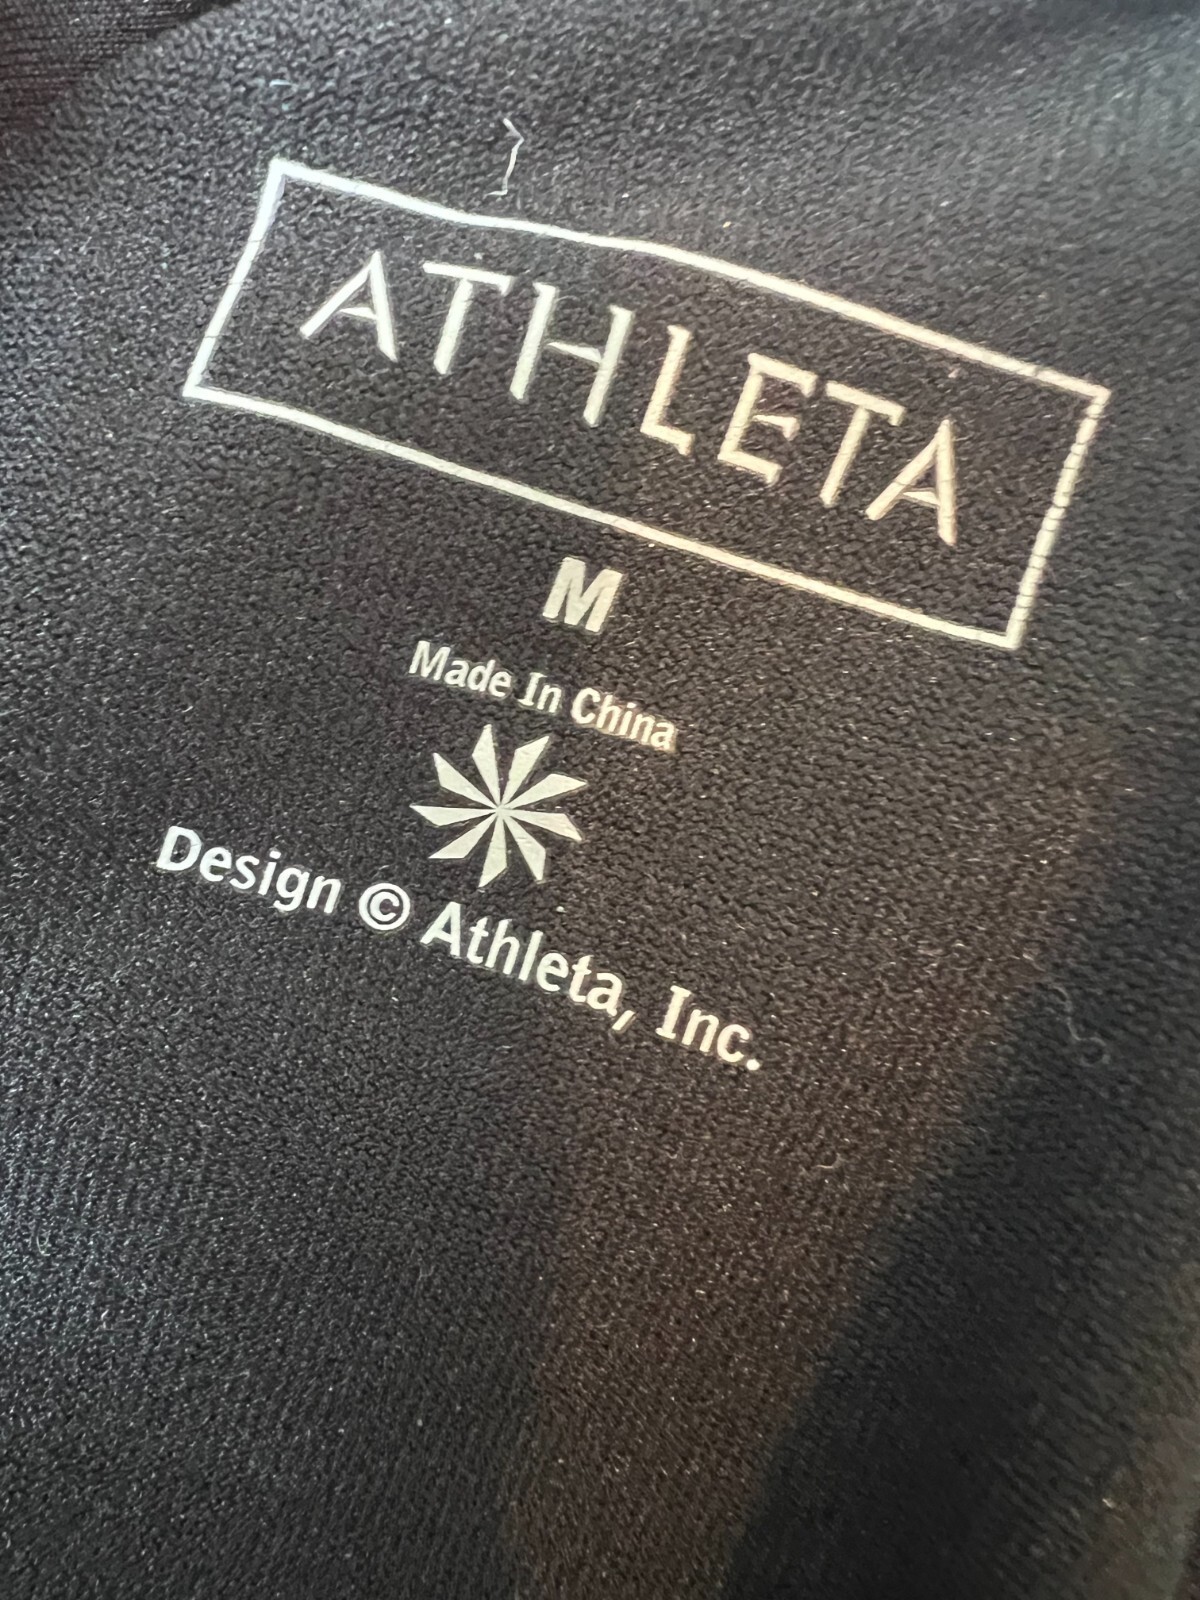 ATHLETA
M
Made In China
Design © Athleta, Inc.